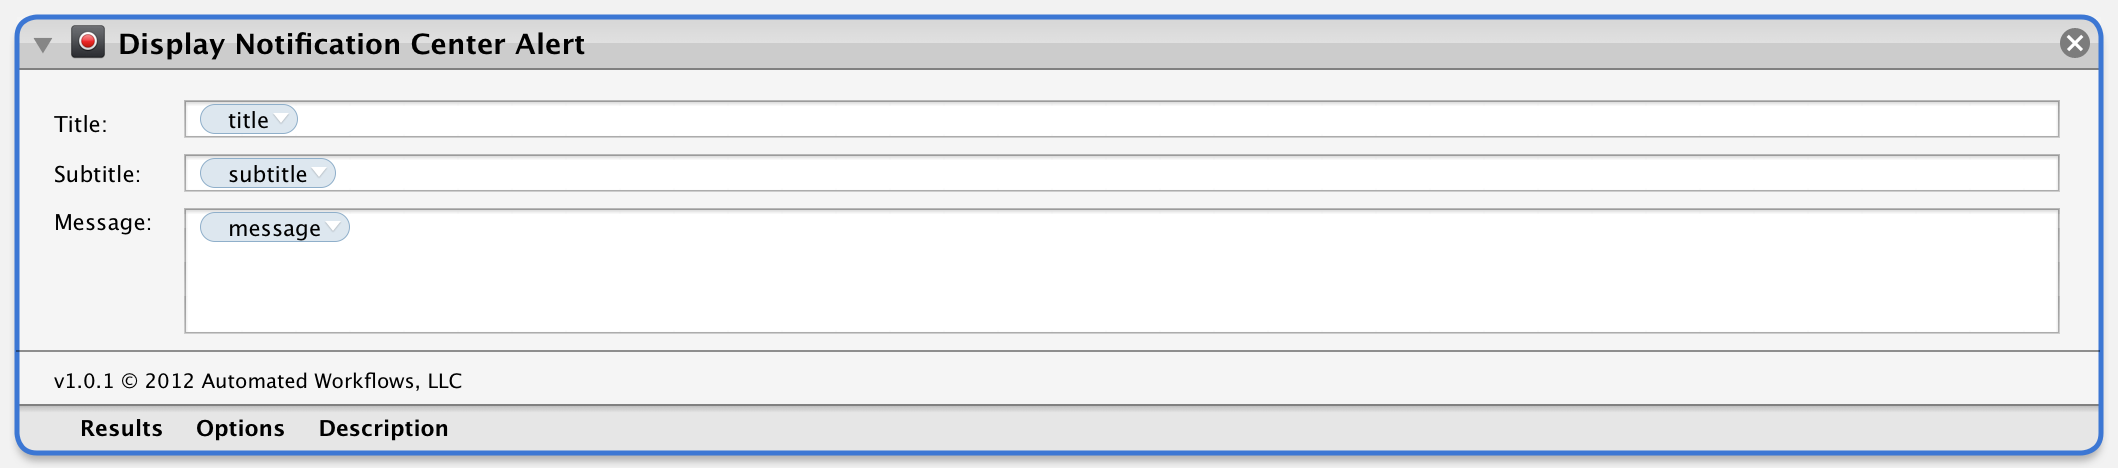 Display Notification Center Alert
Title: title
Subtitle: subtitle
Message: message
v1.0.1 © 2012 Automated Workflows, LLC
Results Options Description